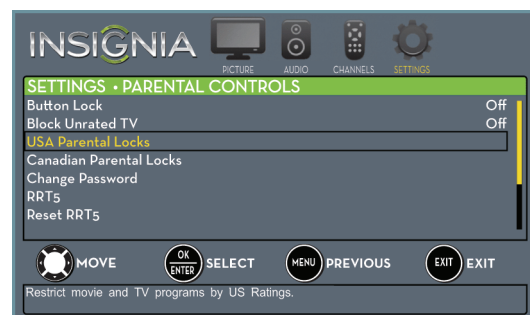 INSIGNIA
PICTURE AUDIO CHANNELS SETTINGS
SETTINGS • PARENTAL CONTROLS
Button Lock Off
Block Unrated TV Off
USA Parental Locks
Canadian Parental Locks
Change Password
RRT5
Reset RRT5
MOVE OK ENTER SELECT MENU PREVIOUS EXIT EXIT
Restrict movie and TV programs by US Ratings.